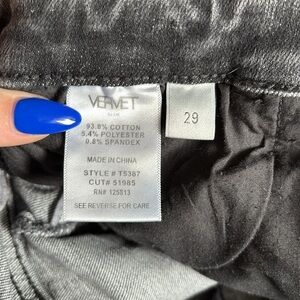 VERVET
93.8% COTTON
5.4% POLYESTER
0.8% SPANDEX
MADE IN CHINA
STYLE # T5387
CUT# 51985
RN# 125813
SEE REVERSE FOR CARE
29